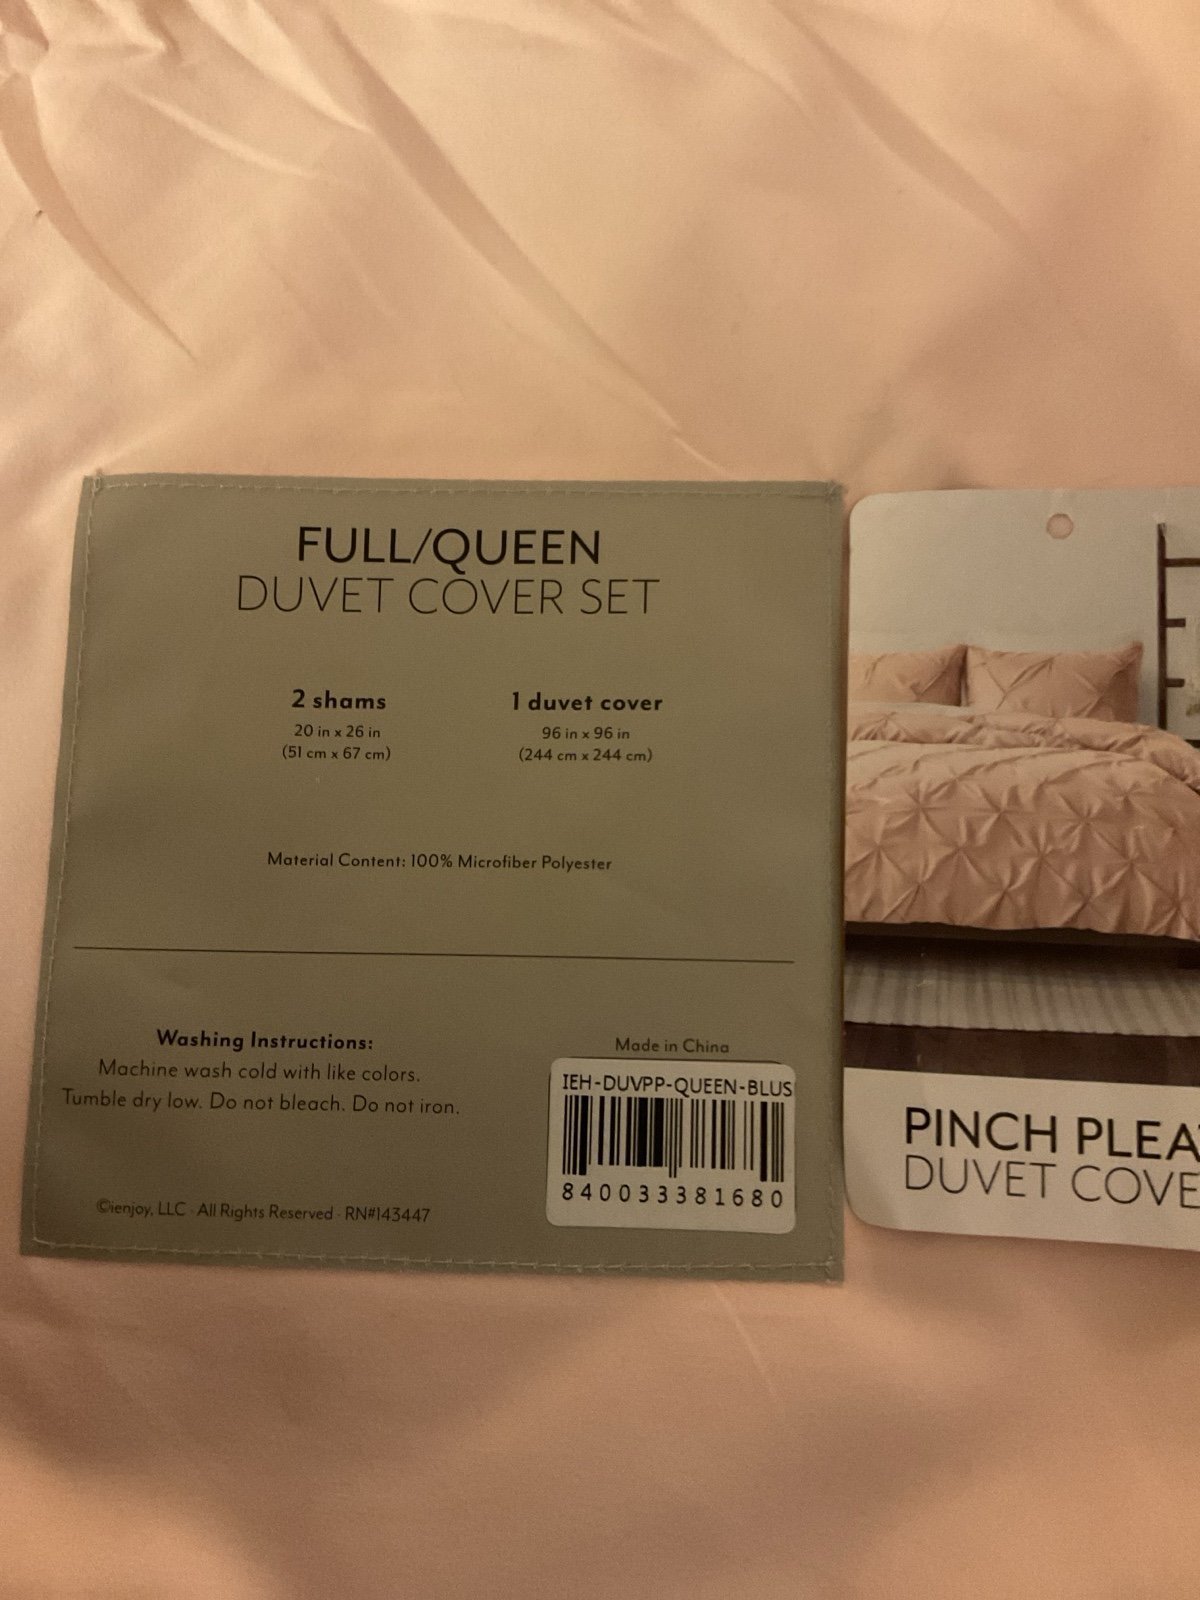 FULL/QUEEN
DUVET COVER SET
2 shams
20 in x 26 in
(51 cm x 67 cm)
1 duvet cover
96 in x 96 in
(244 cm x 244 cm)
Material Content: 100% Microfiber Polyester
Washing Instructions:
Machine wash cold with like colors.
Tumble dry low. Do not bleach. Do not iron.
©ienjoy, LLC · All Rights Reserved · RN#143447
Made in China
IEH-DUVPP-QUEEN-BLUS
840033381680
PINCH PLEA
DUVET COVE